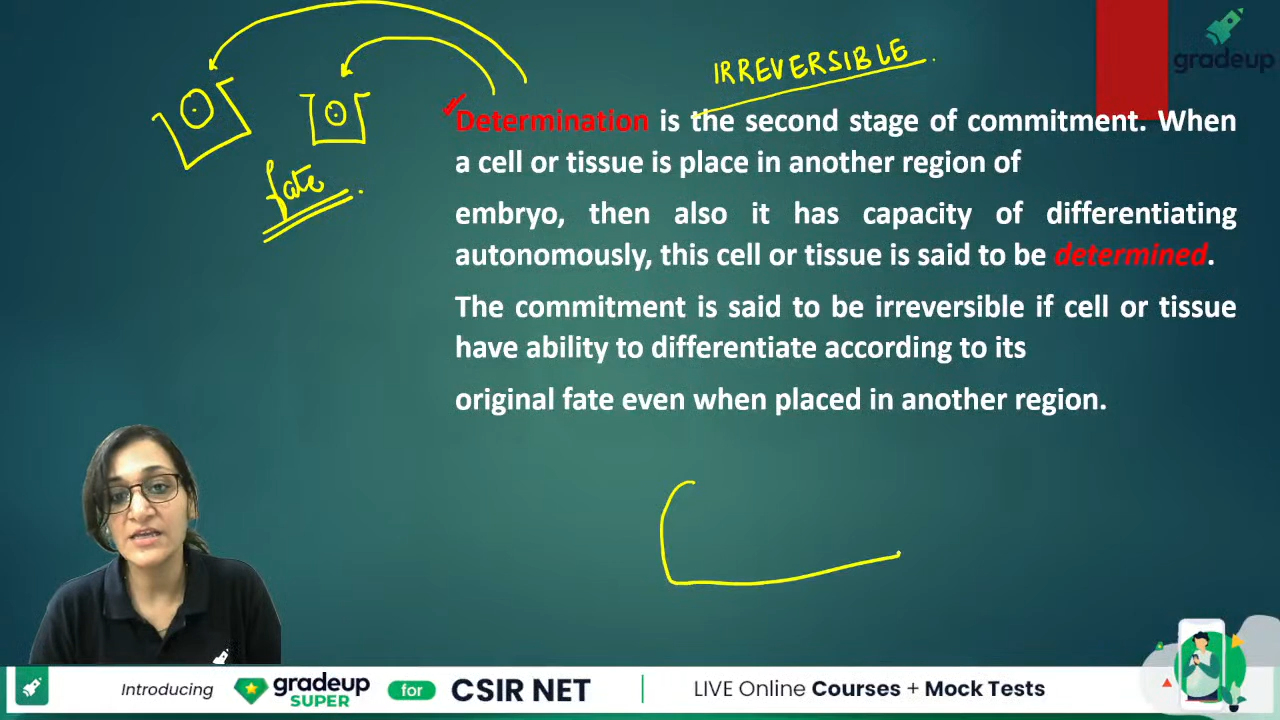 IRREVERSIBLE.
gradeup
Determination is the second stage of commitment. When
a cell or tissue is place in another region of
fate.
embryo, then also it has capacity of differentiating
autonomously, this cell or tissue is said to be determined.
The commitment is said to be irreversible if cell or tissue
have ability to differentiate according to its
original fate even when placed in another region.
Introducing gradeup SUPER for CSIR NET LIVE Online Courses + Mock Tests